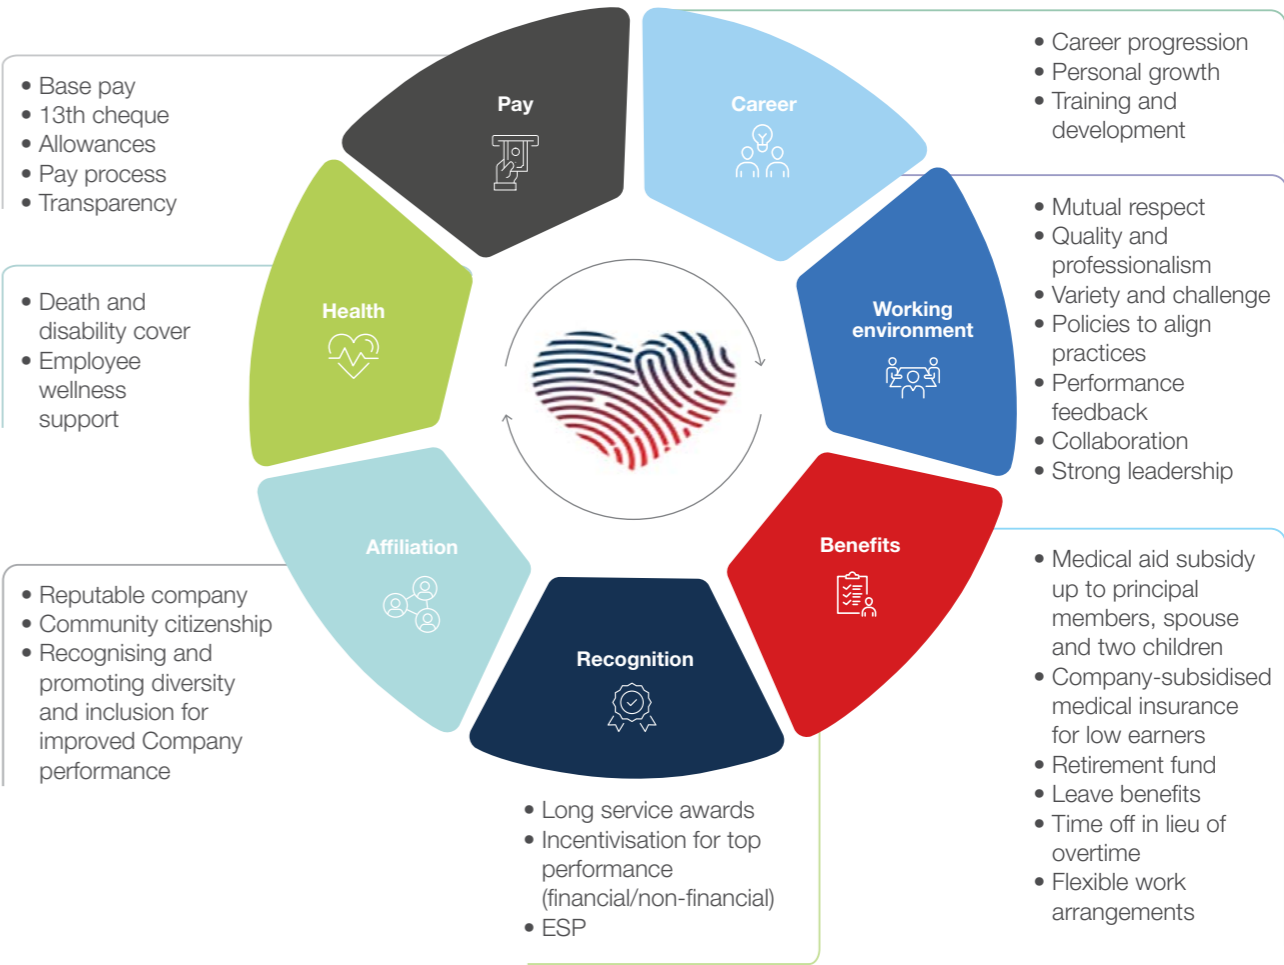 Pay
• Base pay
• 13th cheque
• Allowances
• Pay process
• Transparency
Career
• Career progression
• Personal growth
• Training and
development
Working
environment
• Mutual respect
• Quality and
professionalism
• Variety and challenge
• Policies to align
practices
• Performance
feedback
• Collaboration
• Strong leadership
Benefits
• Medical aid subsidy
up to principal
members, spouse
and two children
• Company-subsidised
medical insurance
for low earners
• Retirement fund
• Leave benefits
• Time off in lieu of
overtime
• Flexible work
arrangements
Recognition
• Long service awards
• Incentivisation for top
performance
(financial/non-financial)
• ESP
Affiliation
• Reputable company
• Community citizenship
• Recognising and
promoting diversity
and inclusion for
improved Company
performance
Health
• Death and
disability cover
• Employee
wellness
support